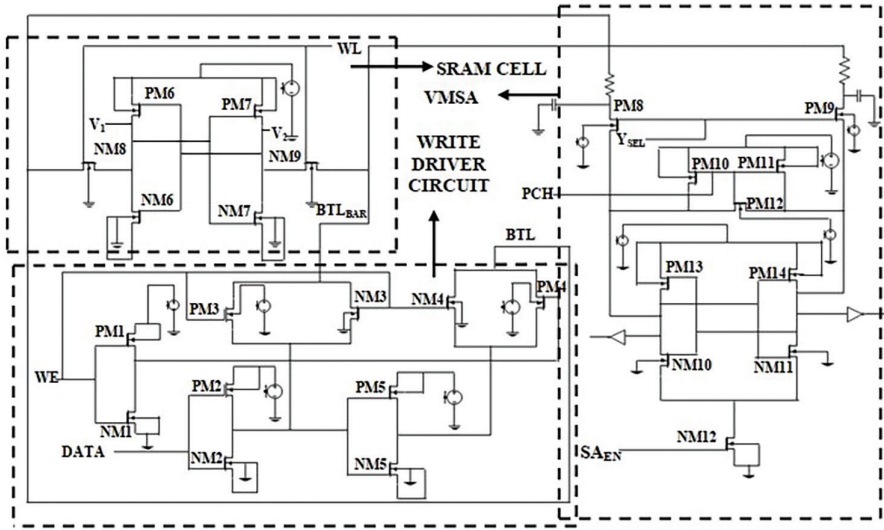 WL
SRAM CELL
VMSA
PM6
PM7
PM8
PM9
V1
WRITE
DRIVER
CIRCUIT
YSEL
NM8
NM9
PM10
PM11
PCH
PM12
NM6
NM7
BTLBAR
BTL
PM13
PM14
PM3
NM3
NM4
PM4
PM1
NM10
NM11
WE
PM2
PM5
NM1
DATA
NM2
NM5
SAEN
NM12